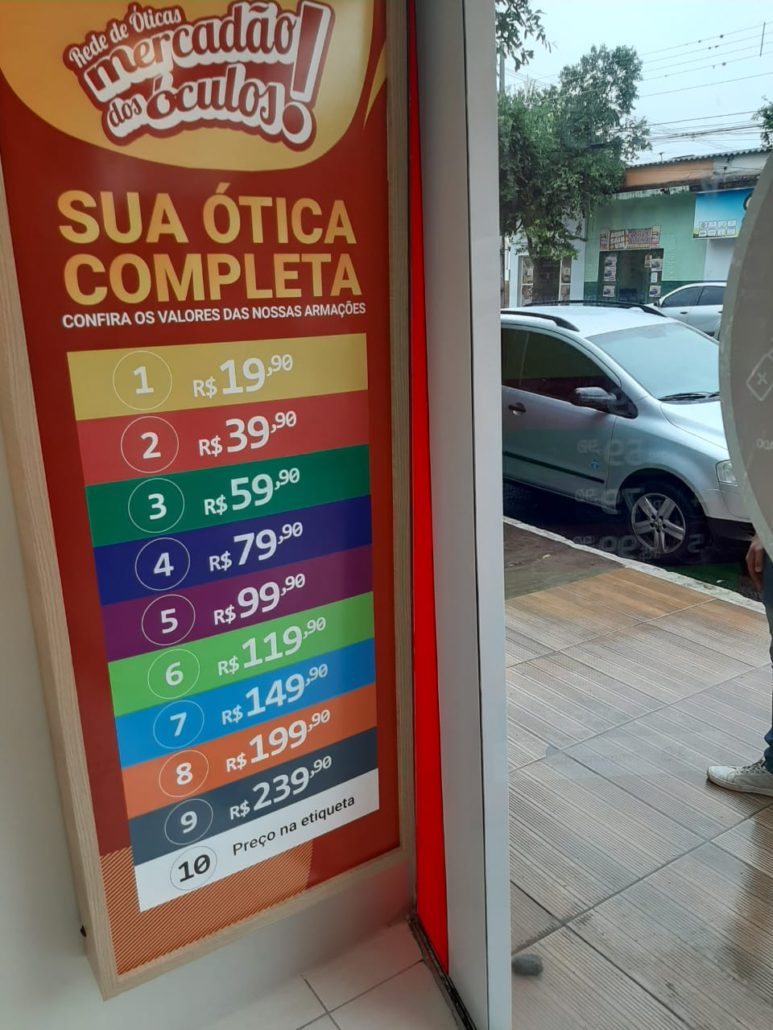 Rede de Óticas
mercadão
dos óculos!
SUA ÓTICA
COMPLETA
CONFIRA OS VALORES DAS NOSSAS ARMAÇÕES
1 R$19,90
2 R$39,90
3 R$59,90
4 R$79,90
5 R$99,90
6 R$119,90
7 R$149,90
8 R$199,90
9 R$239,90
10 Preço na etiqueta